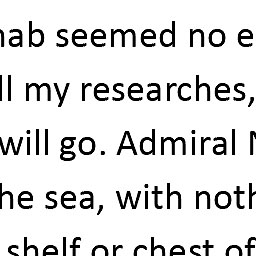 hab seemed no e
ll my researches,
will go. Admiral N
he sea, with noth
shelf or chest of